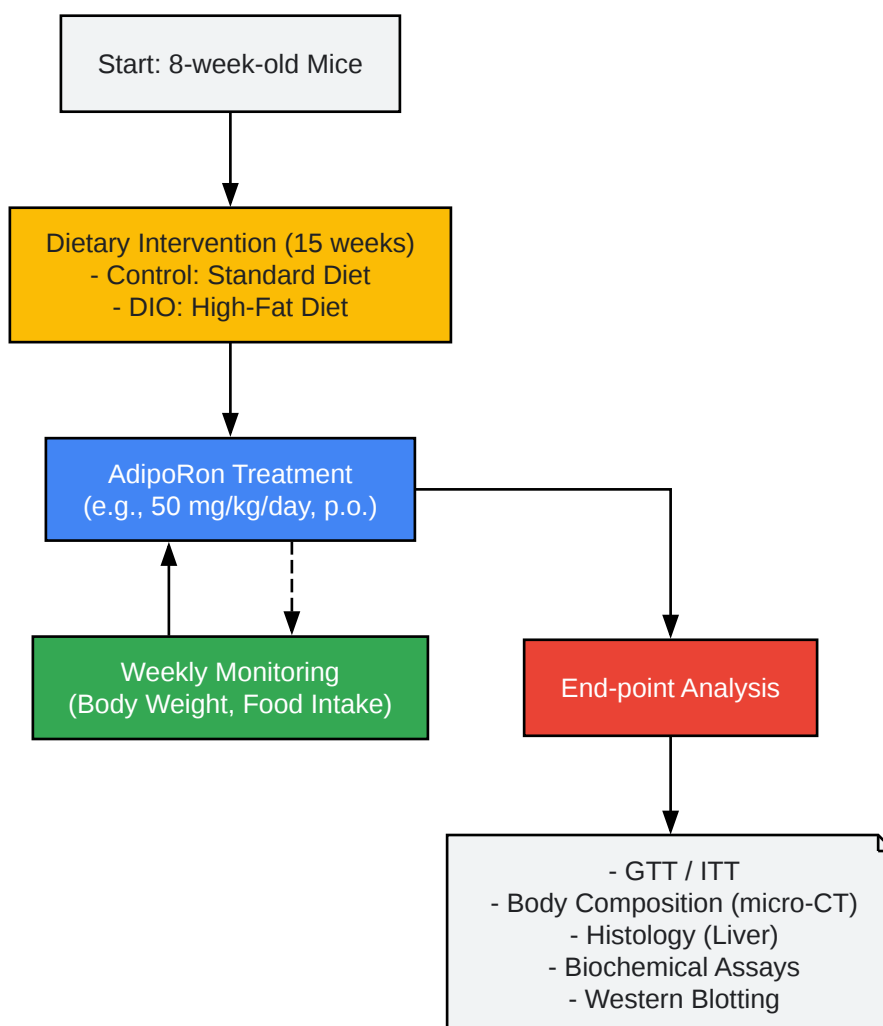 Start: 8-week-old Mice
Dietary Intervention (15 weeks)
- Control: Standard Diet
- DIO: High-Fat Diet
AdipoRon Treatment
(e.g., 50 mg/kg/day, p.o.)
Weekly Monitoring
(Body Weight, Food Intake)
End-point Analysis
- GTT / ITT
- Body Composition (micro-CT)
- Histology (Liver)
- Biochemical Assays
- Western Blotting